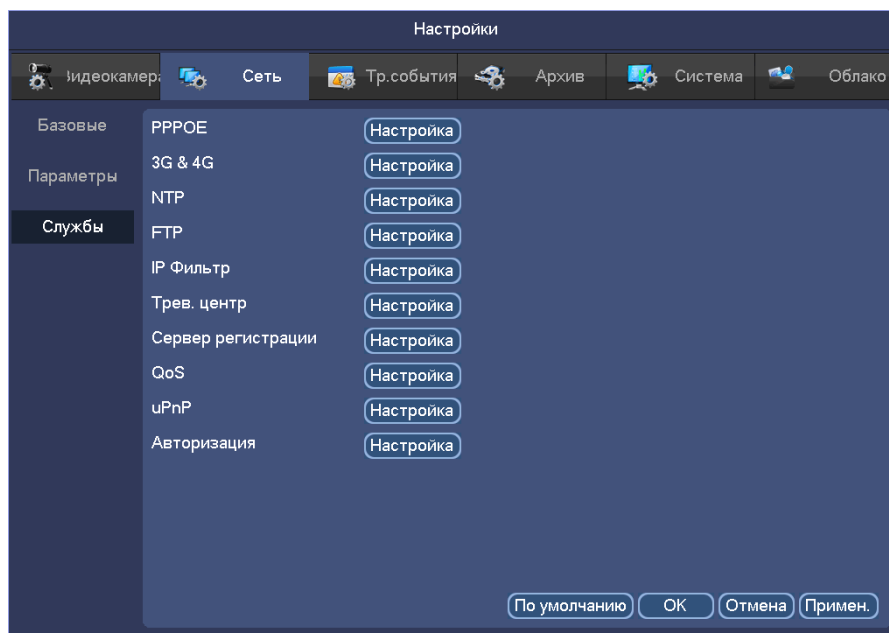 Настройки
Видеокамера Сеть Тр.события Архив Система Облако
Базовые
Параметры
Службы
PPPOE Настройка
3G & 4G Настройка
NTP Настройка
FTP Настройка
IP Фильтр Настройка
Трев. центр Настройка
Сервер регистрации Настройка
QoS Настройка
uPnP Настройка
Авторизация Настройка
По умолчанию OK Отмена Примен.